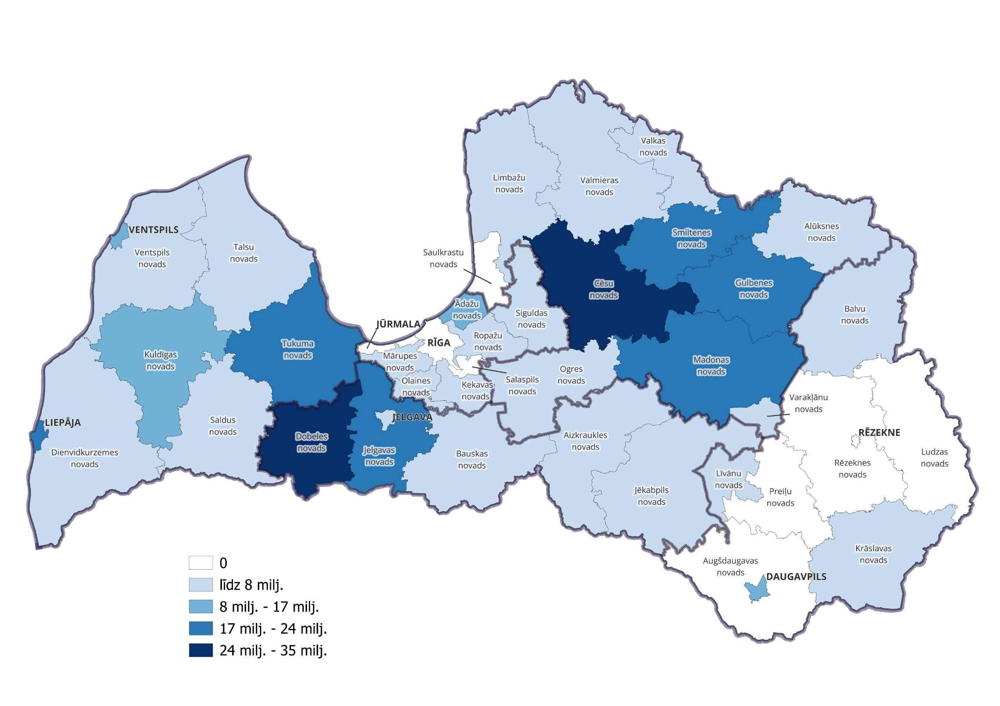 Valkas
novads
Limbažu
novads
Valmieras
novads
VENTSPILS
Ventspils
novads
Talsu
novads
Saulkrastu
novads
Smiltenes
novads
Alūksnes
novads
Cēsu
novads
Gulbenes
novads
Ādažu
novads
Siguldas
novads
Balvu
novads
JŪRMALA
RĪGA
Ropažu
novads
Tukuma
novads
Kuldīgas
novads
Mārupes
novads
Madonas
novads
Ogres
novads
Olaines
novads
Ķekavas
novads
Salaspils
novads
Varakļānu
novads
LIEPĀJA
Saldus
novads
JELGAVA
Dobeles
novads
Jelgavas
novads
Aizkraukles
novads
RĒZEKNE
Dienvidkurzemes
novads
Bauskas
novads
Rēzeknes
novads
Ludzas
novads
Līvānu
novads
Jēkabpils
novads
Preiļu
novads
Krāslavas
novads
Augšdaugavas
novads
DAUGAVPILS
0
līdz 8 milj.
8 milj. - 17 milj.
17 milj. - 24 milj.
24 milj. - 35 milj.